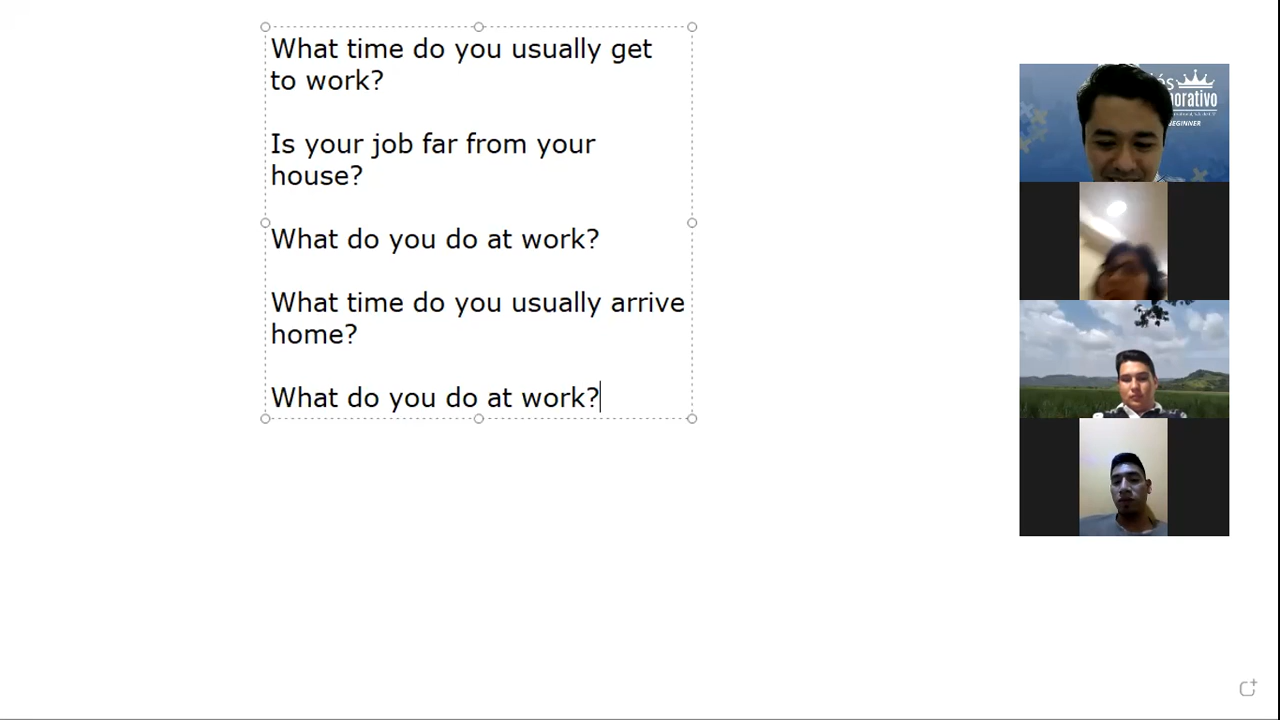 What time do you usually get
to work?
Is your job far from your
house?
What do you do at work?
What time do you usually arrive
home?
What do you do at work?
BEGINNER